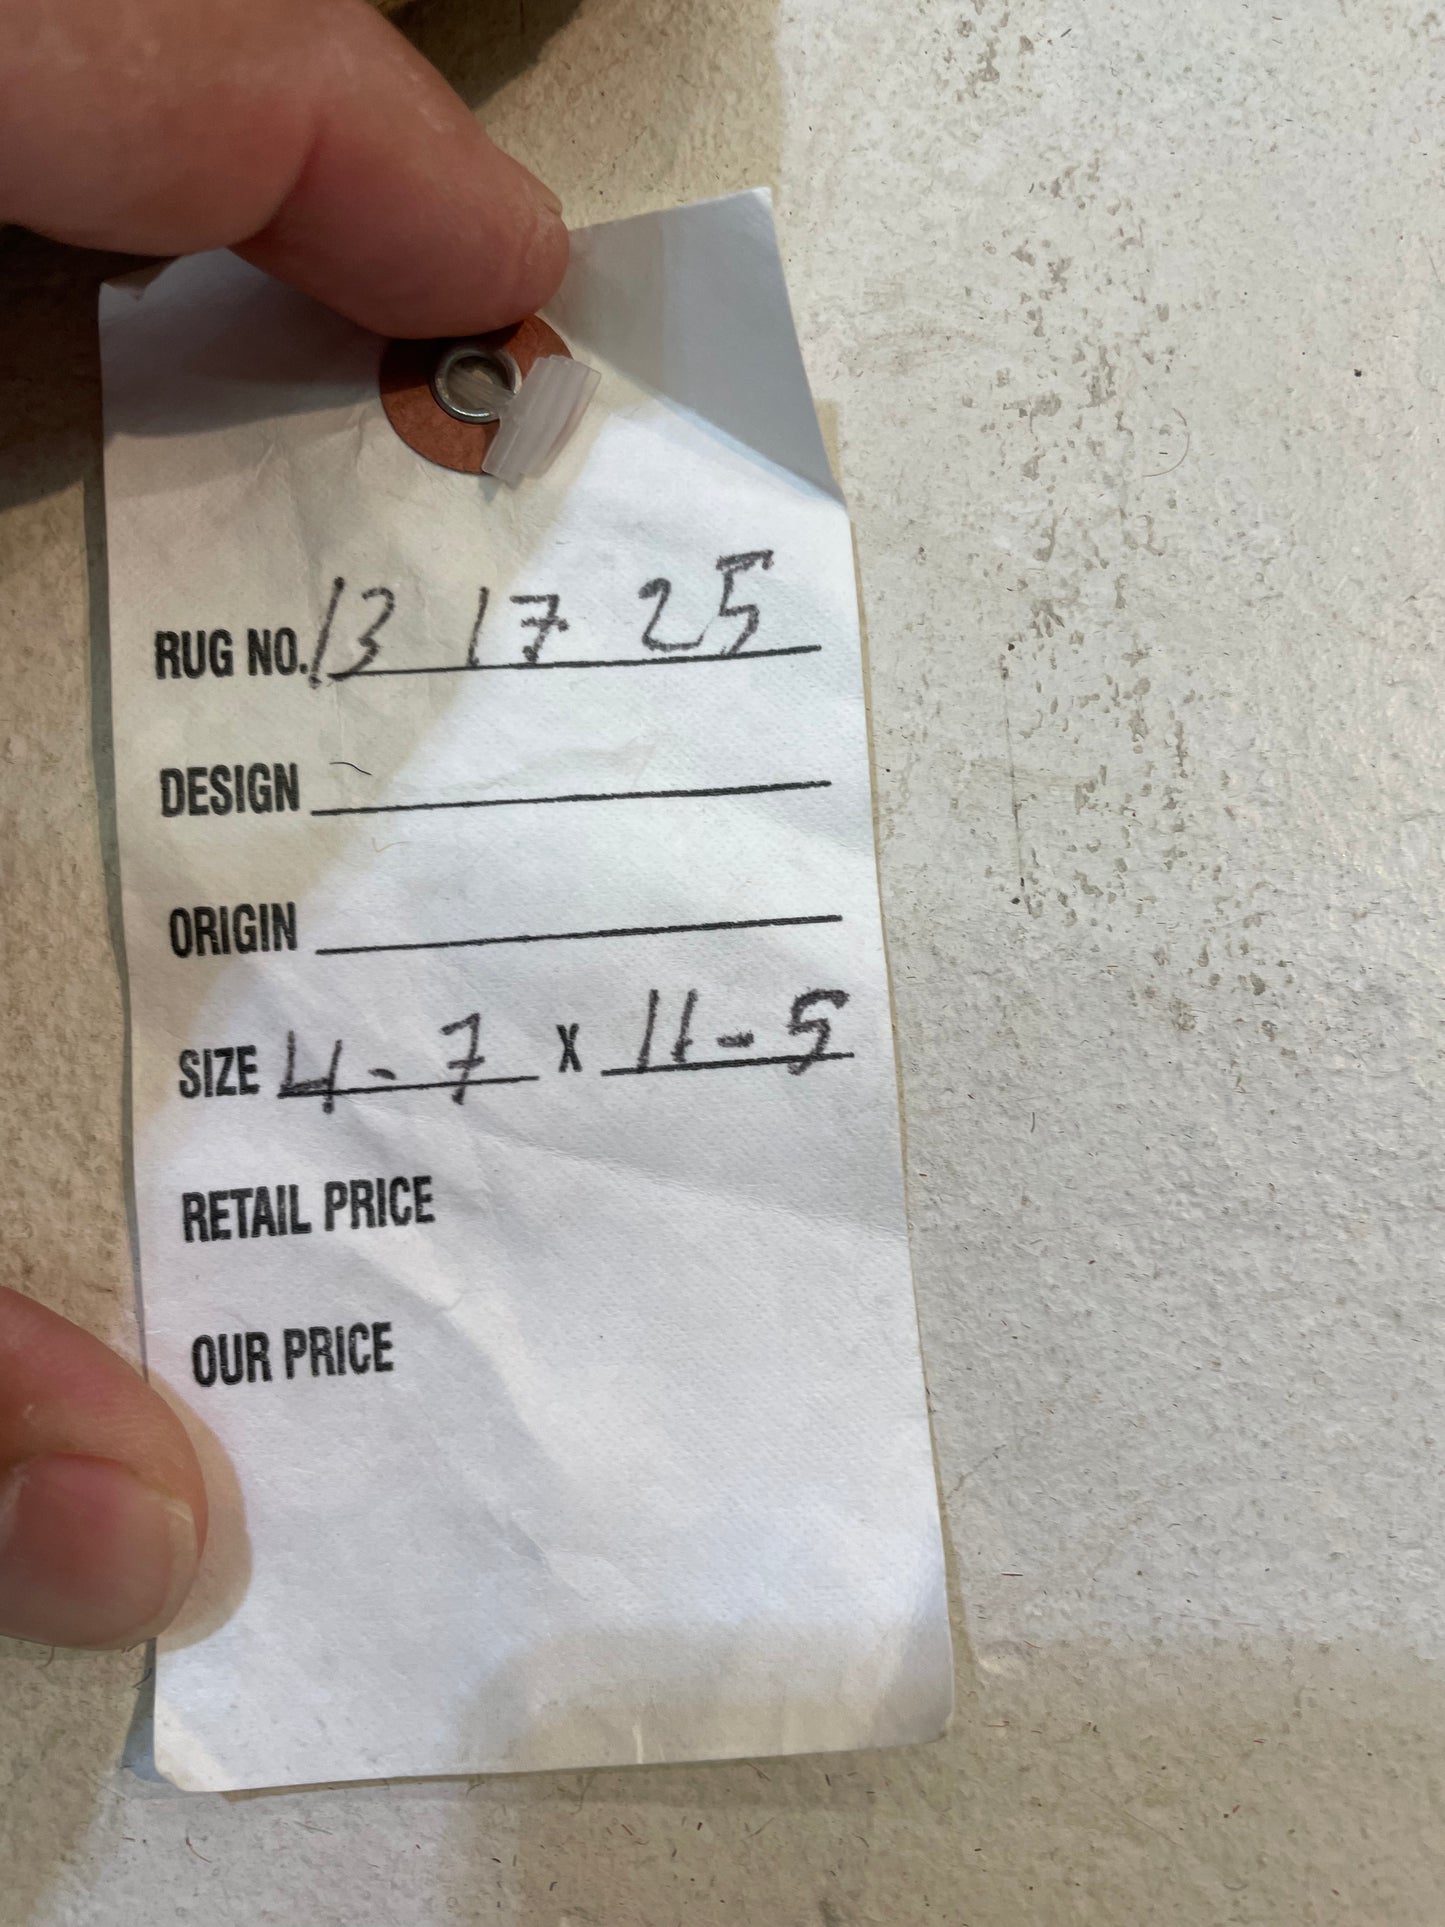 RUG NO. 13 17 25
DESIGN
ORIGIN
SIZE 4-7 X 11-5
RETAIL PRICE
OUR PRICE